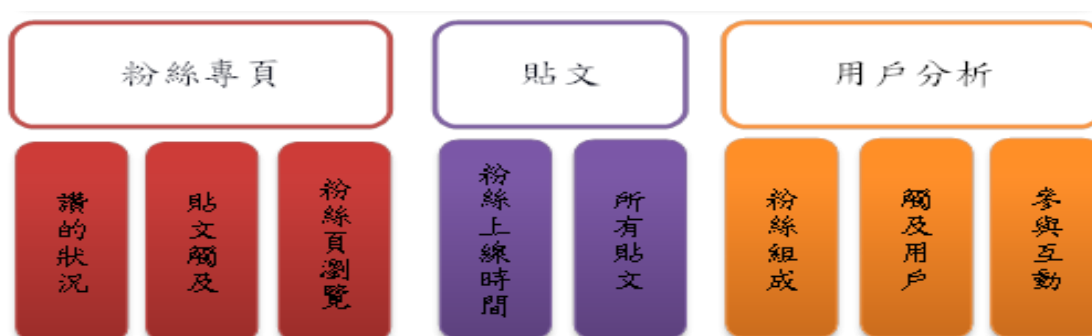 粉絲專頁
貼文
用戶分析
讚的狀況
貼文觸及
粉絲頁瀏覽
粉絲上線時間
所有貼文
粉絲組成
觸及用戶
參與互動